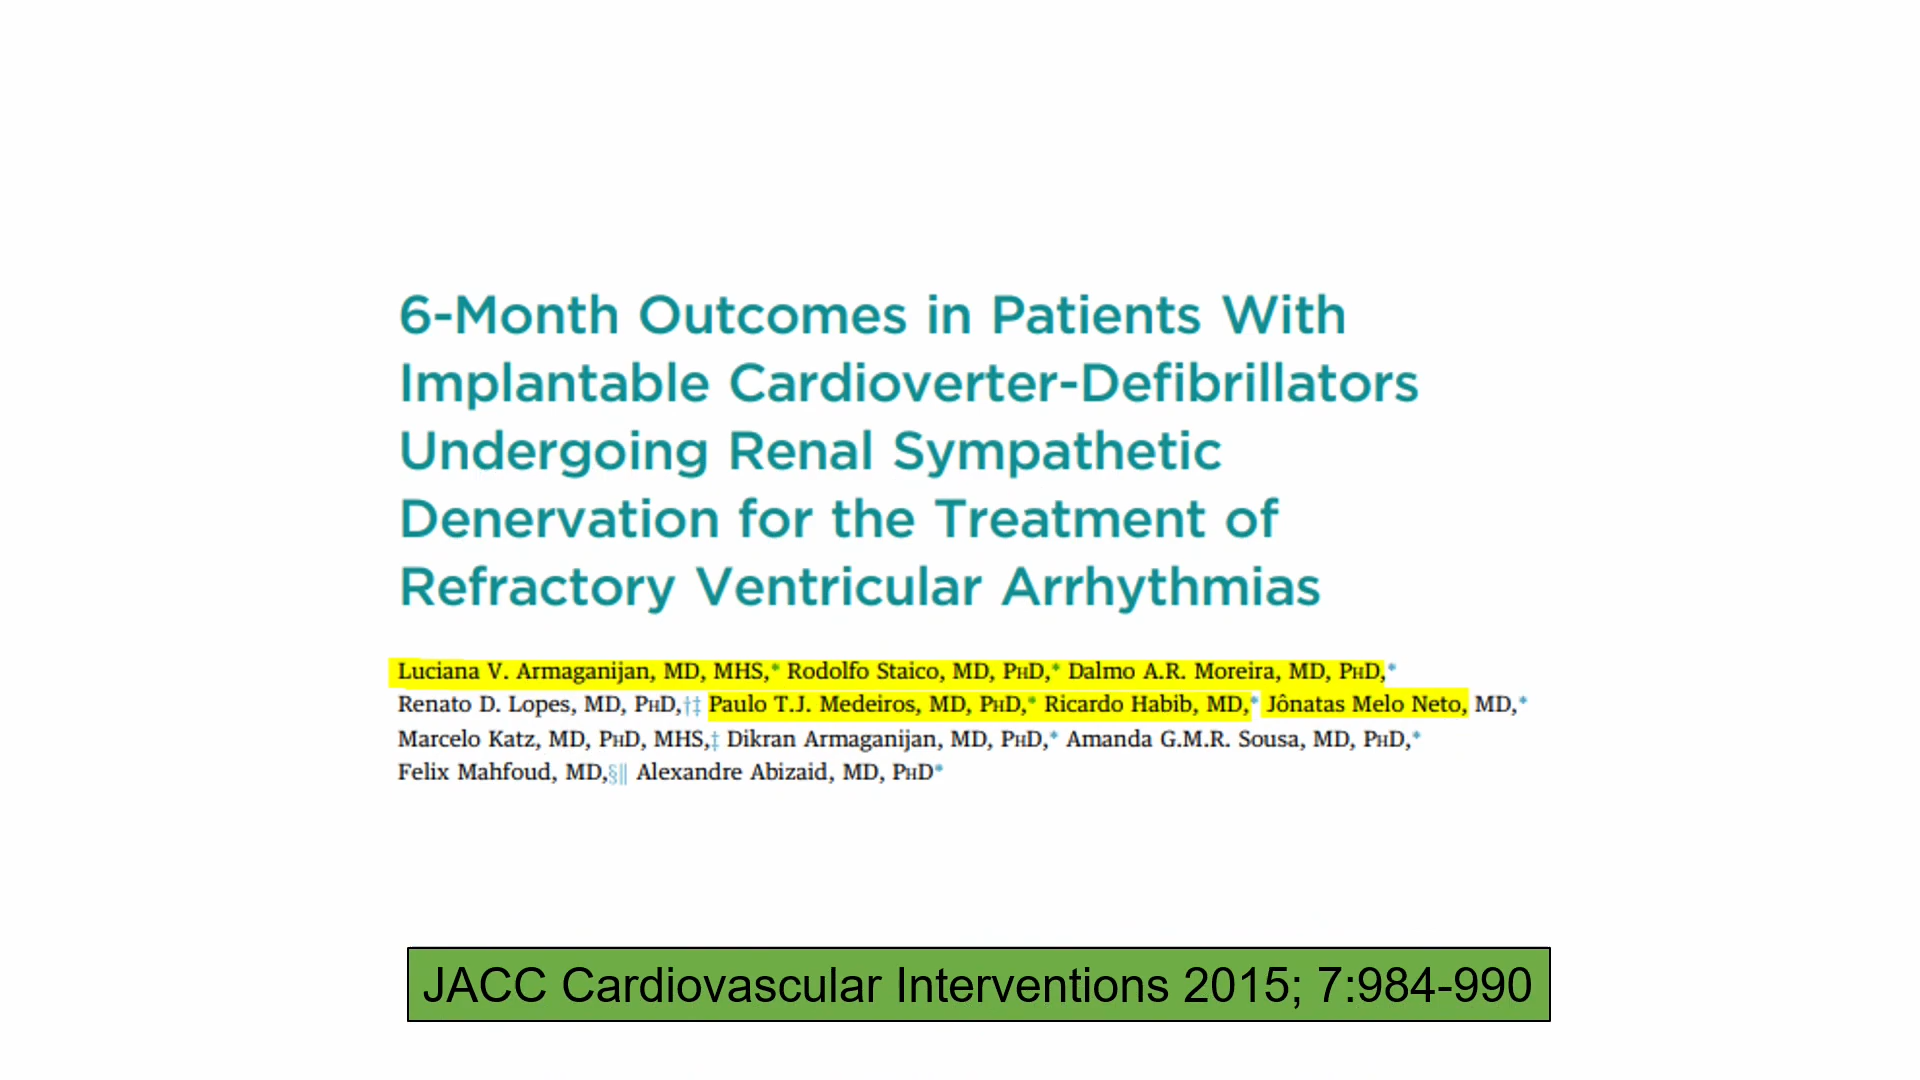 6-Month Outcomes in Patients With
Implantable Cardioverter-Defibrillators
Undergoing Renal Sympathetic
Denervation for the Treatment of
Refractory Ventricular Arrhythmias
Luciana V. Armaganijan, MD, MHS,* Rodolfo Staico, MD, PhD,* Dalmo A.R. Moreira, MD, PhD,*
Renato D. Lopes, MD, PhD,†‡ Paulo T.J. Medeiros, MD, PhD,* Ricardo Habib, MD,* Jônatas Melo Neto, MD,*
Marcelo Katz, MD, PhD, MHS,‡ Dikran Armaganijan, MD, PhD,* Amanda G.M.R. Sousa, MD, PhD,*
Felix Mahfoud, MD,§‖ Alexandre Abizaid, MD, PhD*
JACC Cardiovascular Interventions 2015; 7:984-990